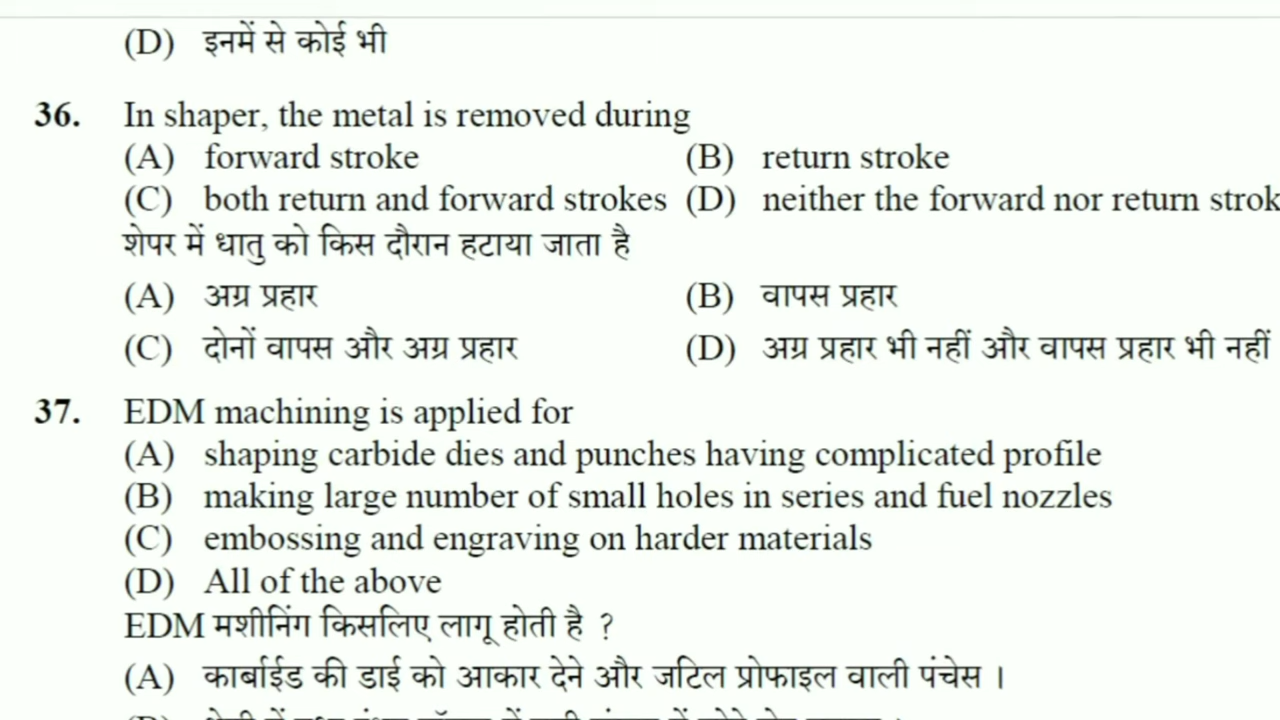 (D) इनमें से कोई भी
36. In shaper, the metal is removed during
(A) forward stroke (B) return stroke
(C) both return and forward strokes (D) neither the forward nor return strok
शेपर में धातु को किस दौरान हटाया जाता है
(A) अग्र प्रहार (B) वापस प्रहार
(C) दोनों वापस और अग्र प्रहार (D) अग्र प्रहार भी नहीं और वापस प्रहार भी नहीं
37. EDM machining is applied for
(A) shaping carbide dies and punches having complicated profile
(B) making large number of small holes in series and fuel nozzles
(C) embossing and engraving on harder materials
(D) All of the above
EDM मशीनिंग किसलिए लागू होती है ?
(A) कार्बाईड की डाई को आकार देने और जटिल प्रोफाइल वाली पंचेस ।